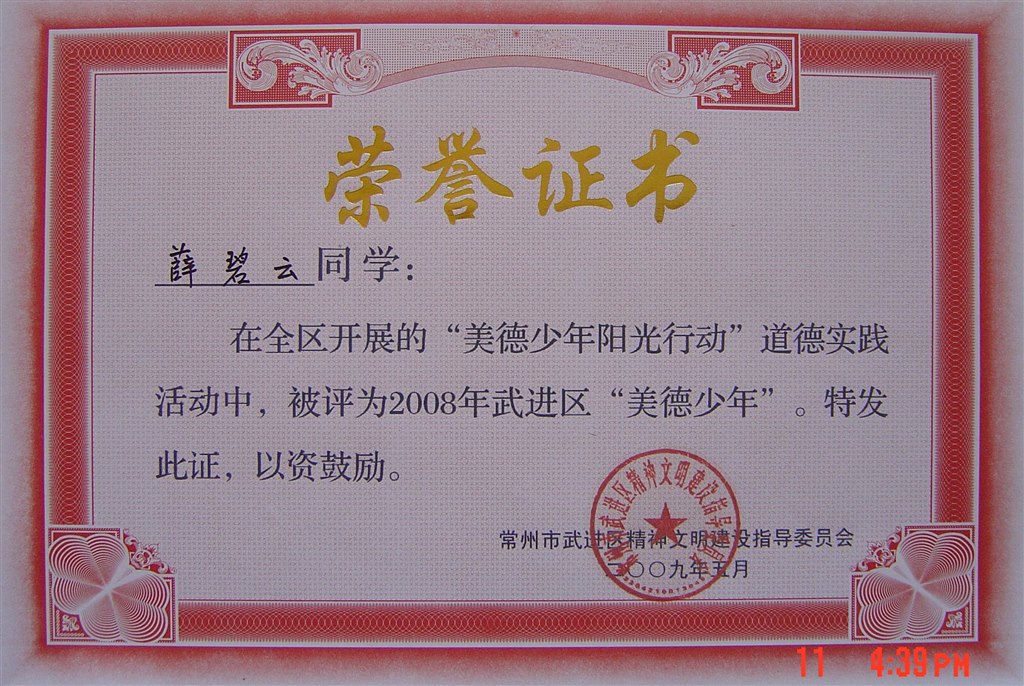 荣誉证书
薛碧云同学：
在全区开展的“美德少年阳光行动”道德实践
活动中，被评为2008年武进区“美德少年”。特发
此证，以资鼓励。
常州市武进区精神文明建设指导委员会
二〇〇九年五月
11 4:39PM